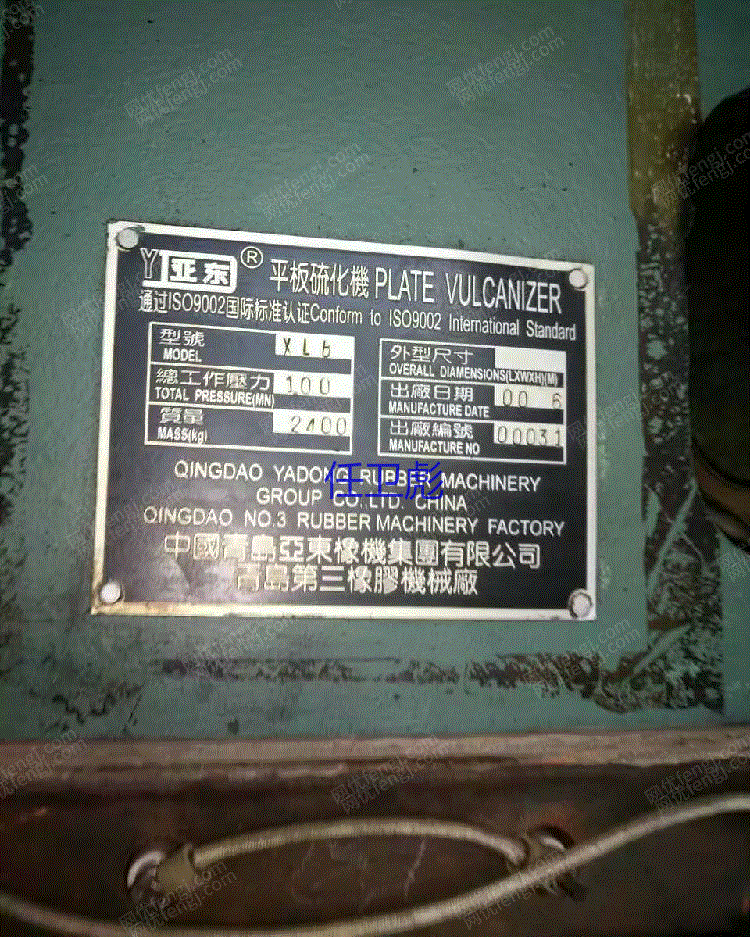 Y 亚东 ® 平板硫化機 PLATE VULCANIZER
通过ISO9002国际标准认证Conform to ISO9002 International Standard
型號 MODEL XLB
總工作壓力 TOTAL PRESSURE(MN) 100
質量 MASS(kg) 2400
外型尺寸 OVERALL DIAMENSIONS(LXWXH)(M)
出廠日期 MANUFACTURE DATE 00 6
出廠編號 MANUFACTURE NO 00031
QINGDAO YADONG RUBBER MACHINERY
GROUP CO.LTD. CHINA
任卫彪
QINGDAO NO.3 RUBBER MACHINERY FACTORY
中國青島亞東橡機集團有限公司
青島第三橡膠機械廠